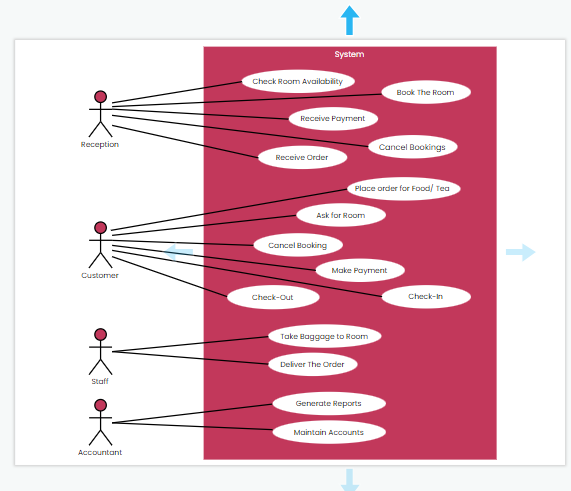 System
Check Room Availability
Book The Room
Receive Payment
Reception
Cancel Bookings
Receive Order
Place order for Food/ Tea
Ask for Room
Cancel Booking
Customer
Make Payment
Check-Out
Check-In
Take Baggage to Room
Deliver The Order
Staff
Generate Reports
Maintain Accounts
Accountant